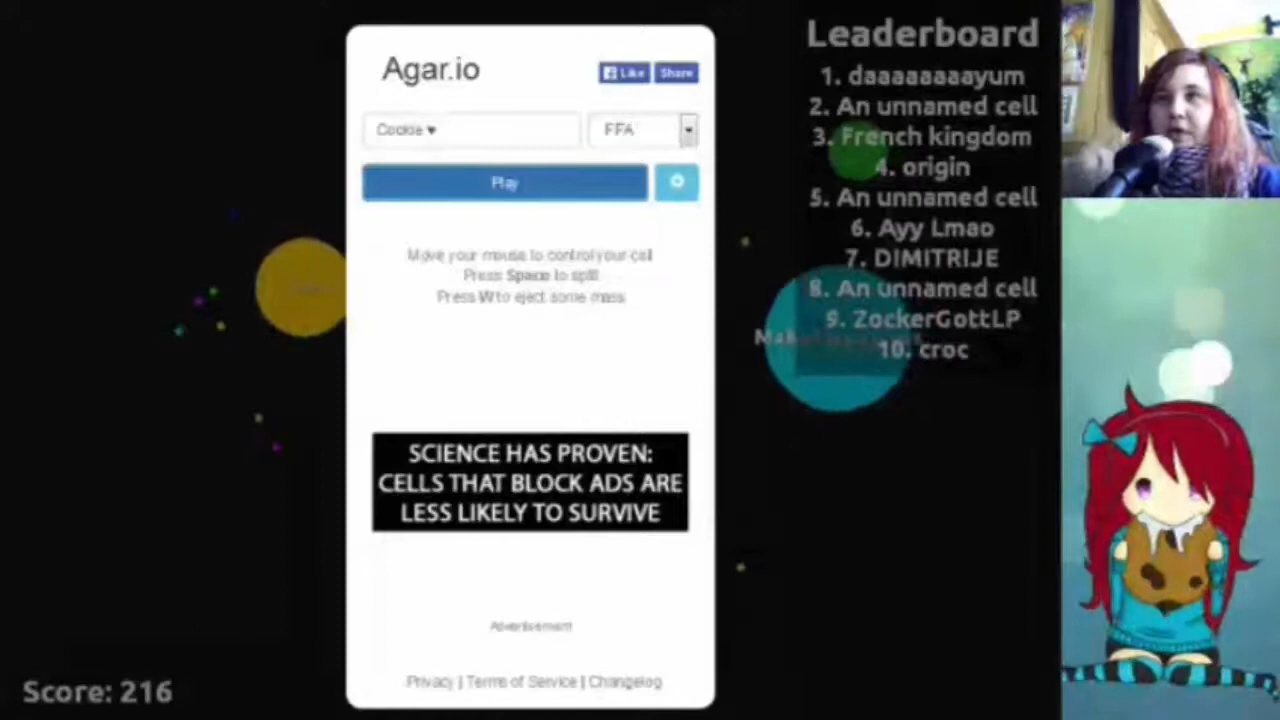 Agar.io
Like
Share
Cookie ♥
FFA
Play
Move your mouse to control your cell
Press Space to split
Press W to eject some mass
SCIENCE HAS PROVEN:
CELLS THAT BLOCK ADS ARE
LESS LIKELY TO SURVIVE
Advertisement
Privacy | Terms of Service | Changelog
Score: 216
Leaderboard
1. daaaaaaaayum
2. An unnamed cell
3. French kingdom
4. origin
5. An unnamed cell
6. Ayy Lmao
7. DIMITRIJE
8. An unnamed cell
9. ZockerGottLP
10. croc